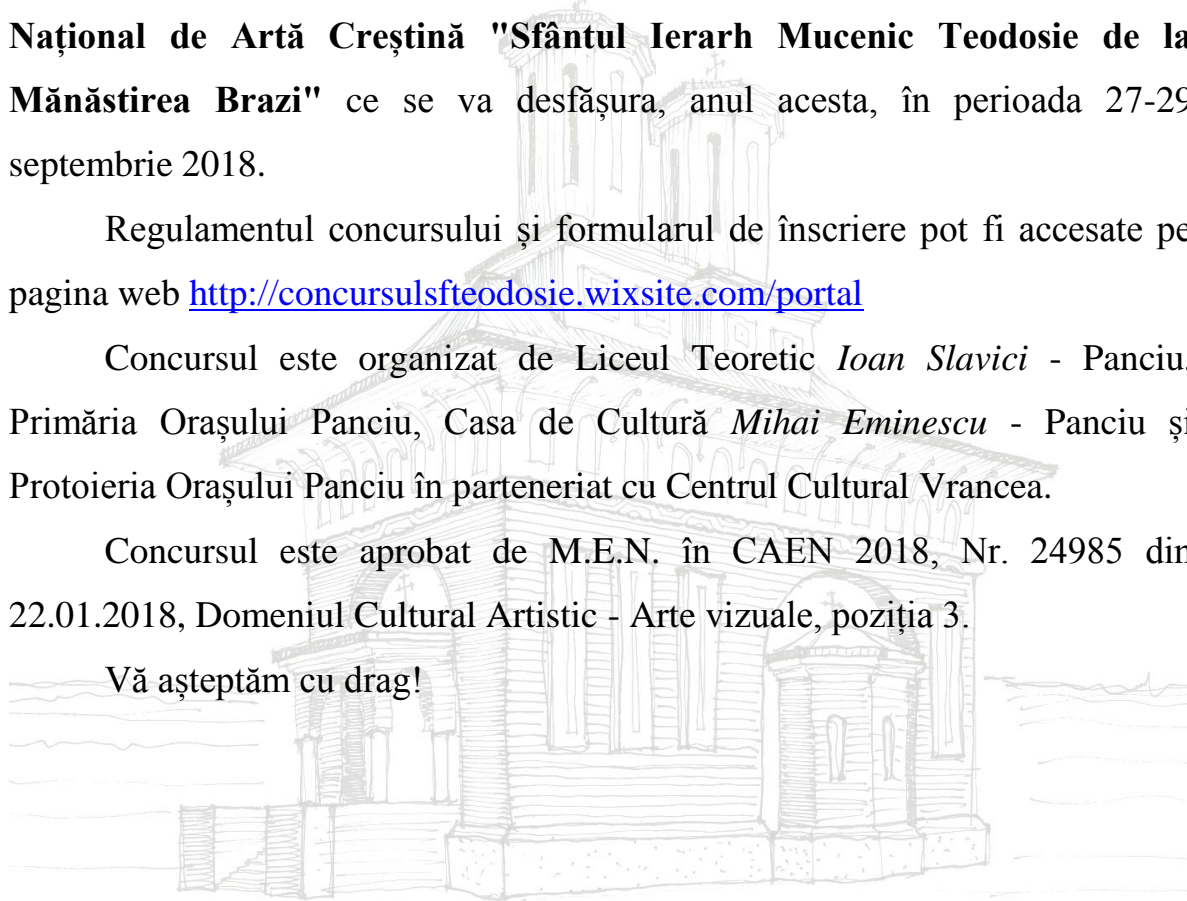 Național de Artă Creștină "Sfântul Ierarh Mucenic Teodosie de la
Mănăstirea Brazi" ce se va desfășura, anul acesta, în perioada 27-29
septembrie 2018.
Regulamentul concursului și formularul de înscriere pot fi accesate pe
pagina web http://concursulsfteodosie.wixsite.com/portal
Concursul este organizat de Liceul Teoretic Ioan Slavici - Panciu,
Primăria Orașului Panciu, Casa de Cultură Mihai Eminescu - Panciu și
Protoieria Orașului Panciu în parteneriat cu Centrul Cultural Vrancea.
Concursul este aprobat de M.E.N. în CAEN 2018, Nr. 24985 din
22.01.2018, Domeniul Cultural Artistic - Arte vizuale, poziția 3.
Vă așteptăm cu drag!